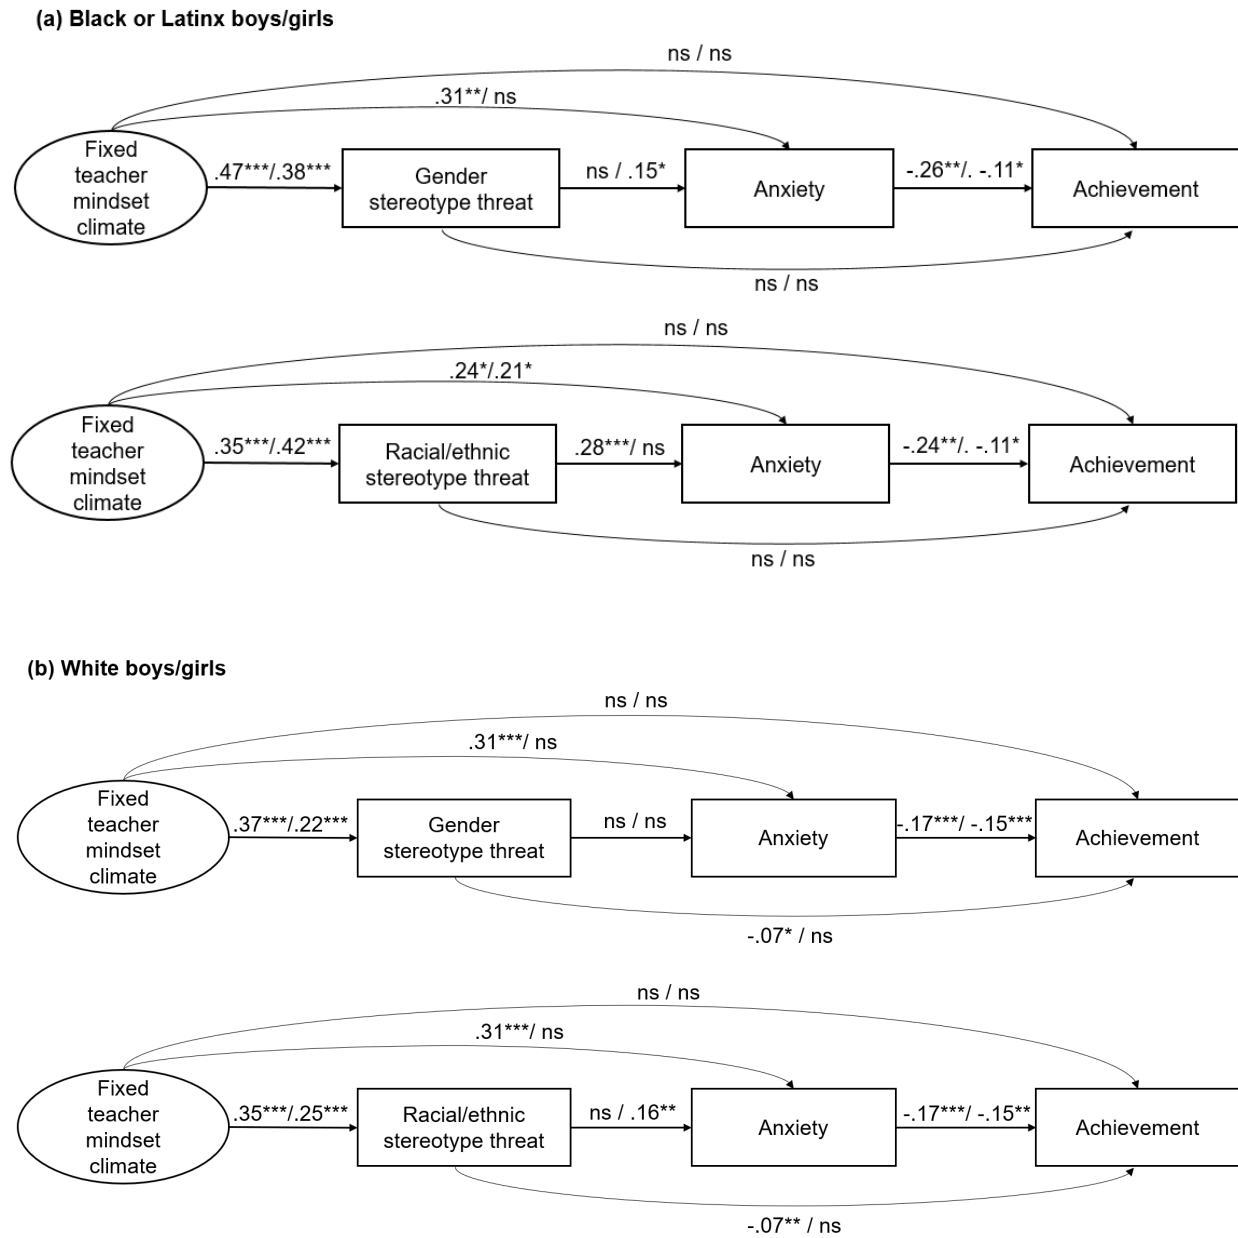 (a) Black or Latinx boys/girls
ns / ns
.31**/ ns
Fixed
teacher
mindset
climate
.47***/.38***
Gender
stereotype threat
ns / .15*
Anxiety
-.26**/. -.11*
Achievement
ns / ns
ns / ns
.24*/.21*
Fixed
teacher
mindset
climate
.35***/.42***
Racial/ethnic
stereotype threat
.28***/ ns
Anxiety
-.24**/. -.11*
Achievement
ns / ns
(b) White boys/girls
ns / ns
.31***/ ns
Fixed
teacher
mindset
climate
.37***/.22***
Gender
stereotype threat
ns / ns
Anxiety
-.17***/ -.15***
Achievement
-.07* / ns
ns / ns
.31***/ ns
Fixed
teacher
mindset
climate
.35***/.25***
Racial/ethnic
stereotype threat
ns / .16**
Anxiety
-.17***/ -.15**
Achievement
-.07** / ns